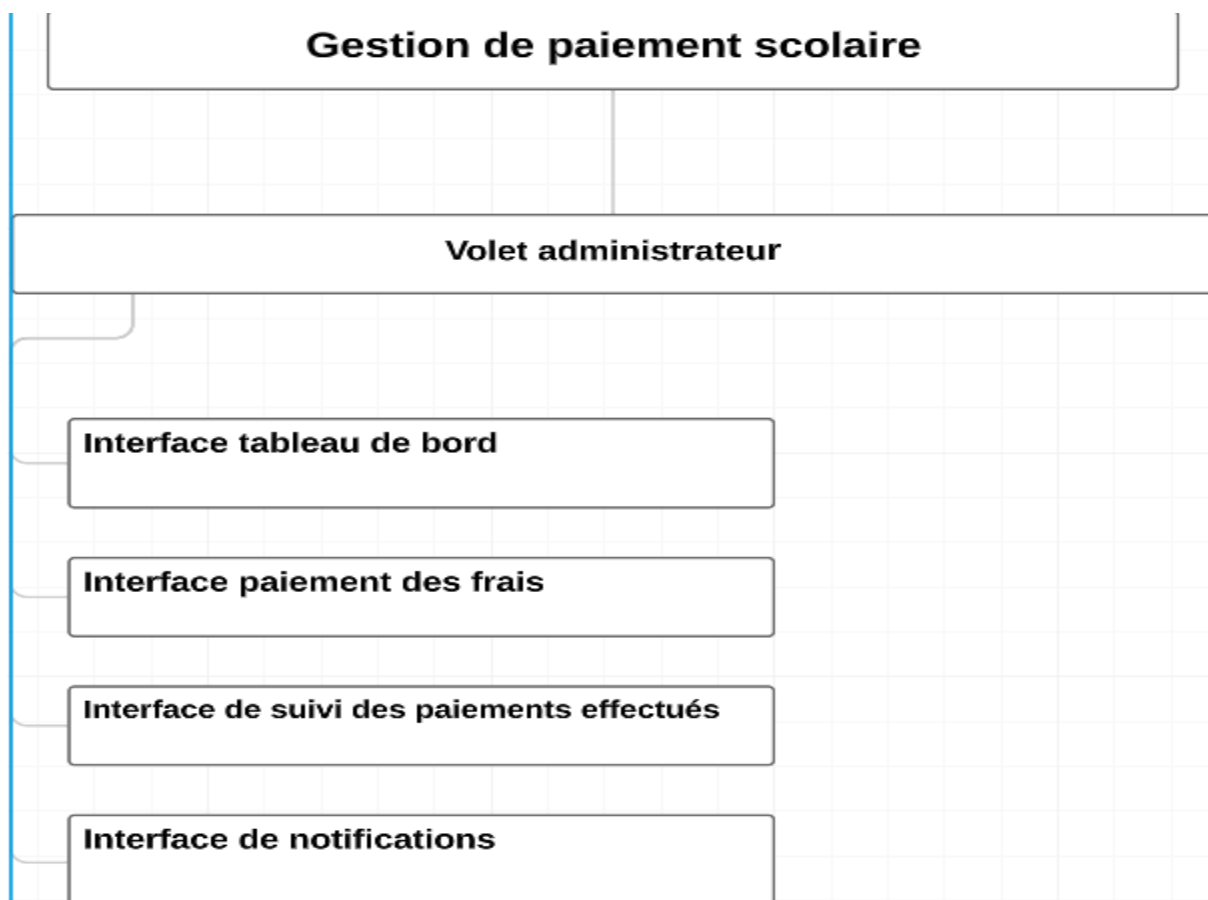 Gestion de paiement scolaire
Volet administrateur
Interface tableau de bord
Interface paiement des frais
Interface de suivi des paiements effectués
Interface de notifications